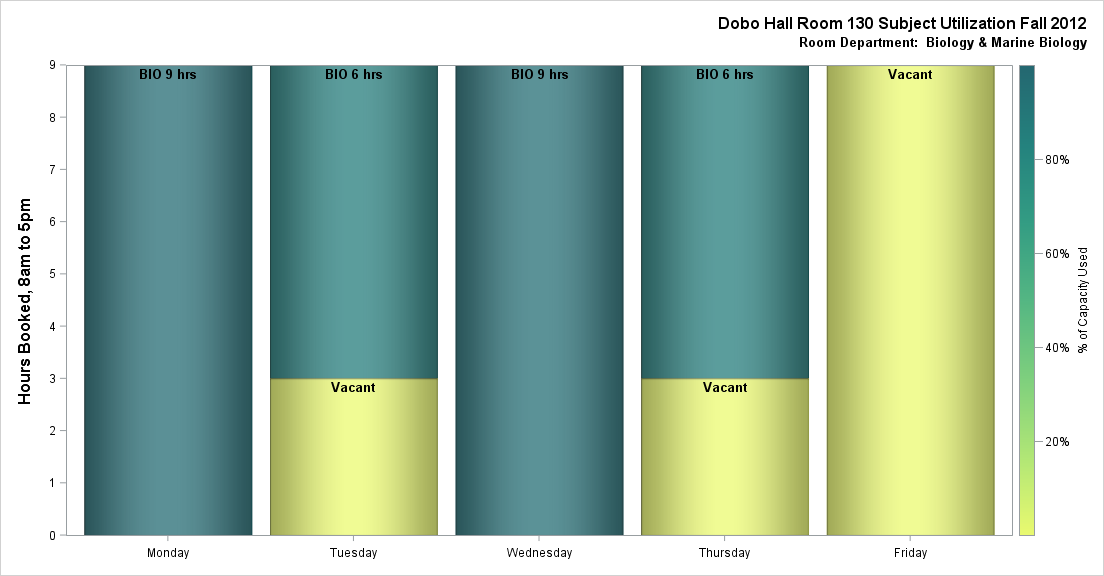 Dobo Hall Room 130 Subject Utilization Fall 2012
Room Department:  Biology & Marine Biology
Hours Booked, 8am to 5pm
9
8
7
6
5
4
3
2
1
0
BIO 9 hrs
BIO 6 hrs
BIO 9 hrs
BIO 6 hrs
Vacant
Vacant
Vacant
Monday
Tuesday
Wednesday
Thursday
Friday
80%
60%
40%
20%
% of Capacity Used